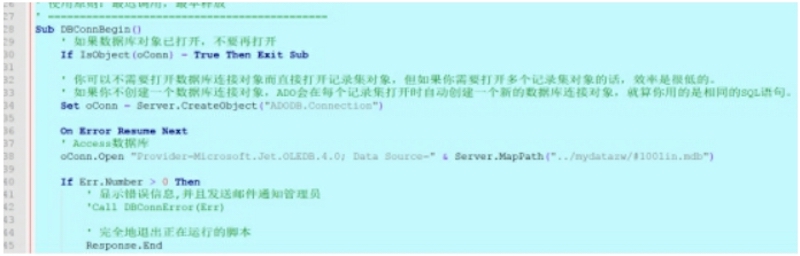 26 ' 使用原则：最迟调用，最早释放
27 ' ========================================
28 Sub DBConnBegin()
29 ' 如果数据库对象已打开，不要再打开
30 If IsObject(oConn) = True Then Exit Sub
31
32 ' 你可以不需要打开数据库连接对象而直接打开记录集对象，但如果你需要打开多个记录集对象的话，效率是很低的。
33 ' 如果你不创建一个数据库连接对象，ADO会在每个记录集打开时自动创建一个新的数据库连接对象，就算你用的是相同的SQL语句。
34 Set oConn = Server.CreateObject("ADODB.Connection")
35
36 On Error Resume Next
37 ' Access数据库
38 oConn.Open "Provider=Microsoft.Jet.OLEDB.4.0; Data Source=" & Server.MapPath("../mydatarw/#1001in.mdb")
39
40 If Err.Number > 0 Then
41 ' 显示错误信息,并且发送邮件通知管理员
42 'Call DBConnError(Err)
43
44 ' 完全地退出正在运行的脚本
45 Response.End